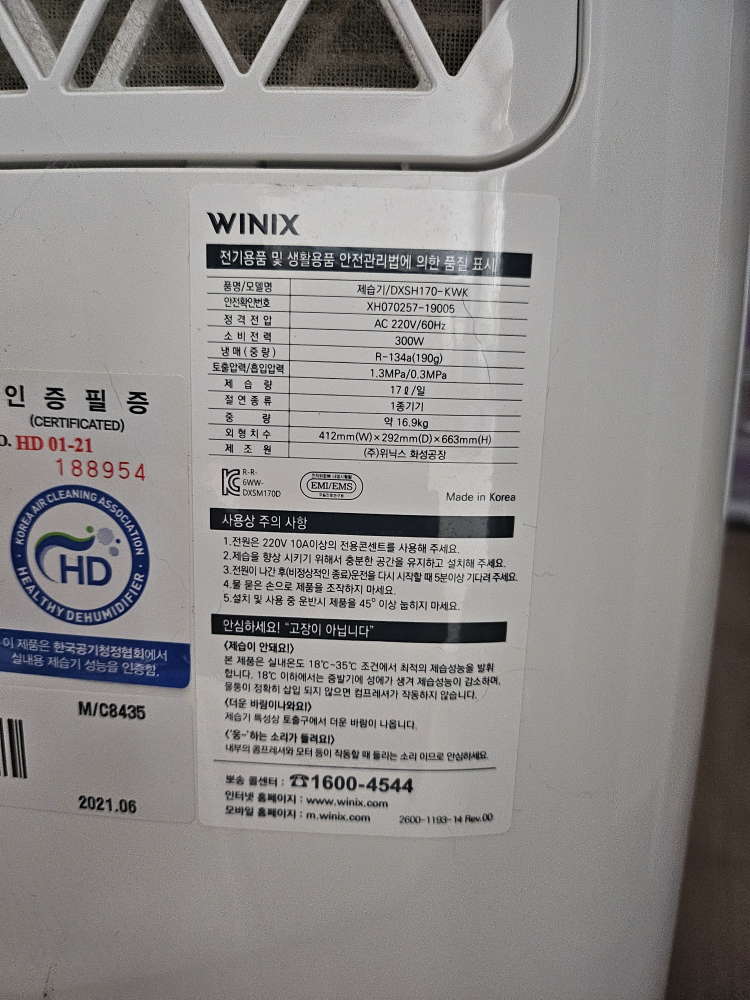 WINIX
전기용품 및 생활용품 안전관리법에 의한 품질 표시
품명/모델명 제습기/DXSH170-KWK
안전확인번호 XH070257-19005
정격전압 AC 220V/60Hz
소비전력 300W
냉매(중량) R-134a(190g)
토출압력/흡입압력 1.3MPa/0.3MPa
제습량 17ℓ/일
절연종류 1종기기
중량 약 16.9kg
외형치수 412mm(W)×292mm(D)×663mm(H)
제조원 (주)위닉스 화성공장
R-R-
6WW-
DXSM170D
EMI/EMS
Made in Korea
사용상 주의 사항
1.전원은 220V 10A이상의 전용콘센트를 사용해 주세요.
2.제습을 향상 시키기 위해서 충분한 공간을 유지하고 설치해 주세요.
3.전원이 나간 후(비정상적인 종료)운전을 다시 시작할 때 5분이상 기다려 주세요.
4.물 묻은 손으로 제품을 조작하지 마세요.
5.설치 및 사용 중 운반시 제품을 45° 이상 눕히지 마세요.
안심하세요! "고장이 아닙니다"
〈제습이 안돼요!〉
본 제품은 실내온도 18℃~35℃ 조건에서 최적의 제습성능을 발휘
합니다. 18℃ 이하에서는 증발기에 성에가 생겨 제습성능이 감소하며,
물통이 정확히 삽입 되지 않으면 컴프레셔가 작동하지 않습니다.
〈더운 바람이나와요!〉
제습기 특성상 토출구에서 더운 바람이 나옵니다.
〈'웅~'하는 소리가 들려요!〉
내부의 콤프레셔와 모터 등이 작동할 때 들리는 소리 이므로 안심하세요.
보송 콜센터 : ☎1600-4544
인터넷 홈페이지 : www.winix.com
모바일 홈페이지 : m.winix.com 2600-1193-14 Rev.00
인증필증
(CERTIFICATED)
O. HD 01-21
188954
KOREA AIR CLEANING ASSOCIATION
HD
HEALTHY DEHUMIDIFIER
이 제품은 한국공기청정협회에서
실내용 제습기 성능을 인증함.
M/C8435
2021.06